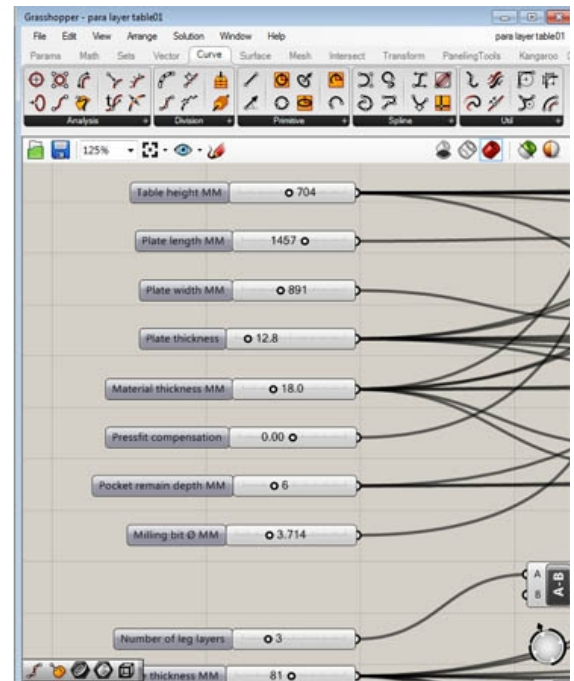 Grasshopper - para layer table01
File Edit View Arrange Solution Window Help para layer table01
Params Math Sets Vector Curve Surface Mesh Intersect Transform PanelingTools Kangaroo
Analysis Division Primitive Spline Util
125%
Table height MM 704
Plate length MM 1457
Plate width MM 891
Plate thickness 12.8
Material thickness MM 18.0
Pressfit compensation 0.00
Pocket remain depth MM 6
Milling bit Ø MM 3.714
A
B
A-B
Number of leg layers 3
thickness MM 81